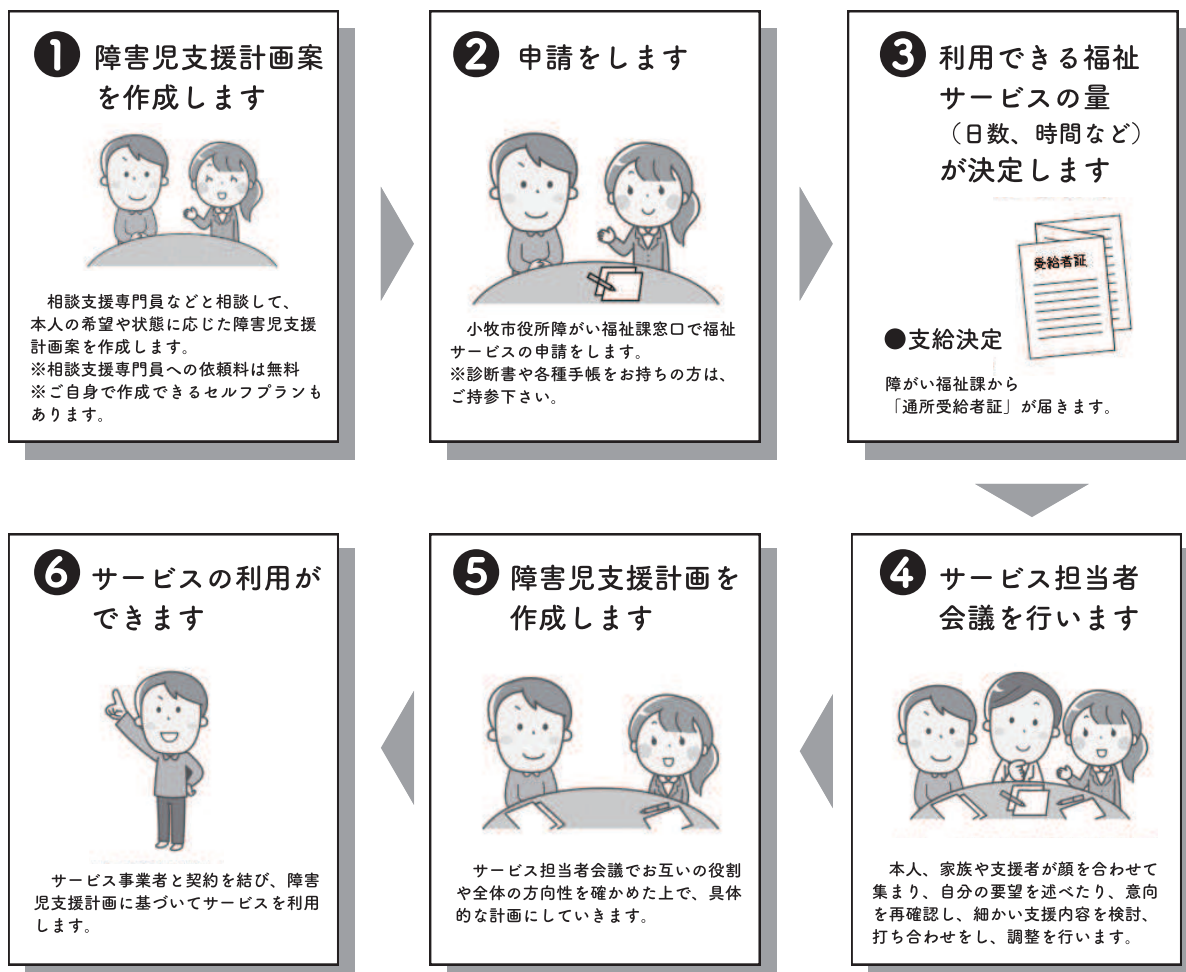 1 障害児支援計画案
を作成します
相談支援専門員などと相談して、
本人の希望や状態に応じた障害児支援
計画案を作成します。
※相談支援専門員への依頼料は無料
※ご自身で作成できるセルフプランも
あります。
2 申請をします
小牧市役所障がい福祉課窓口で福祉
サービスの申請をします。
※診断書や各種手帳をお持ちの方は、
ご持参下さい。
3 利用できる福祉
サービスの量
（日数、時間など）
が決定します
受給者証
●支給決定
障がい福祉課から
「通所受給者証」が届きます。
4 サービス担当者
会議を行います
本人、家族や支援者が顔を合わせて
集まり、自分の要望を述べたり、意向
を再確認し、細かい支援内容を検討、
打ち合わせをし、調整を行います。
5 障害児支援計画を
作成します
サービス担当者会議でお互いの役割
や全体の方向性を確かめた上で、具体
的な計画にしていきます。
6 サービスの利用が
できます
サービス事業者と契約を結び、障害
児支援計画に基づいてサービスを利用
します。